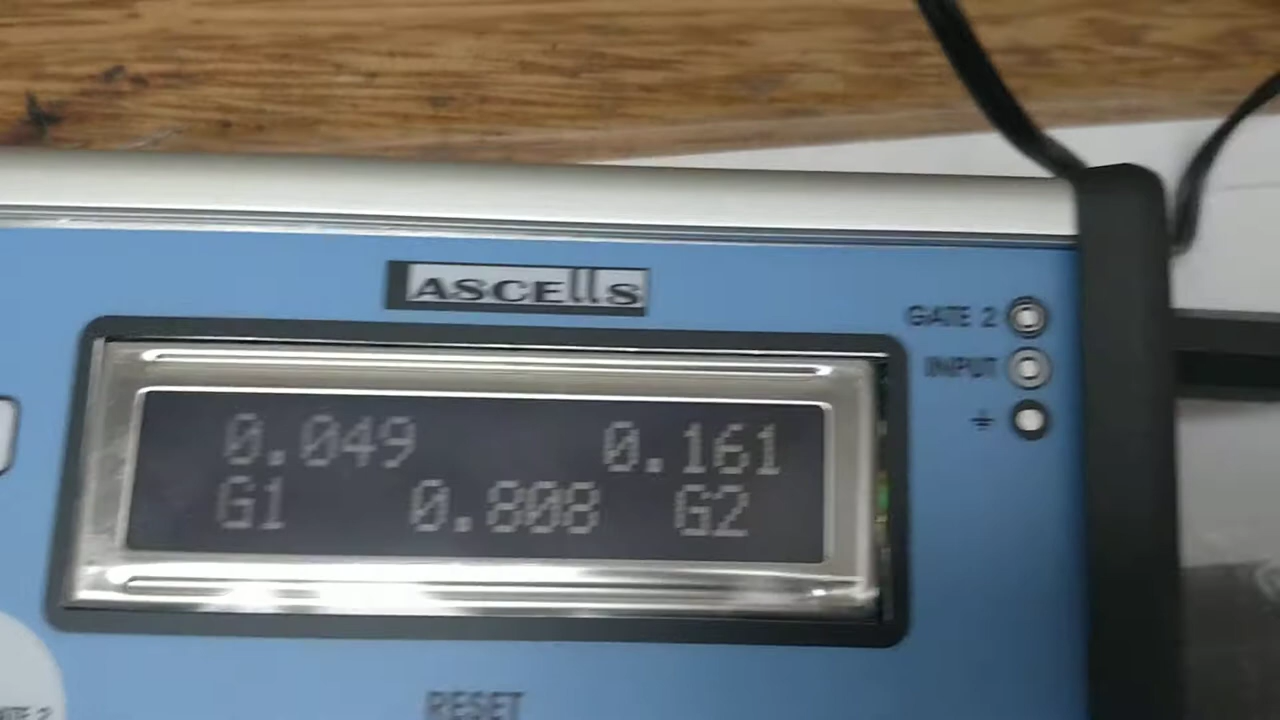 ASCEllS
GATE 2
INPUT
0.049 0.161
G1 0.808 G2
RESET